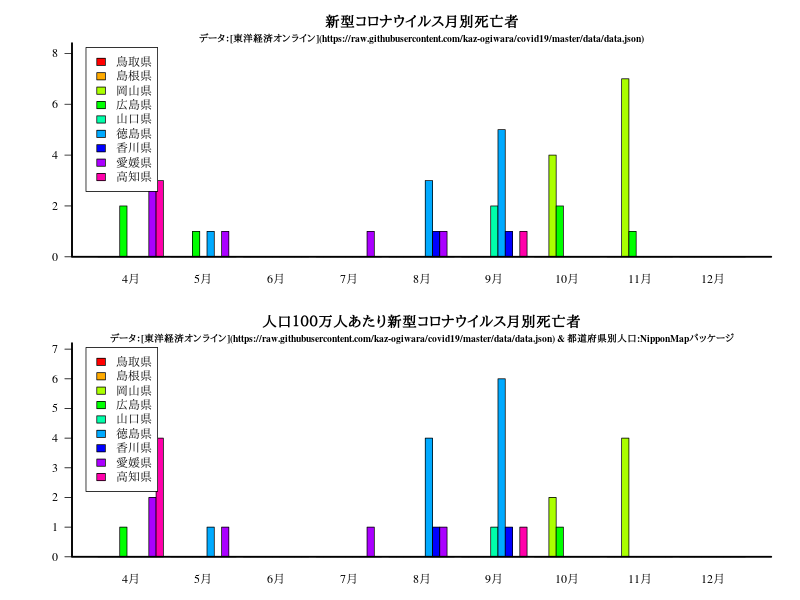 新型コロナウイルス月別死亡者
データ:[東洋経済オンライン](https://raw.githubusercontent.com/kaz-ogiwara/covid19/master/data/data.json)
8
6
4
2
0
鳥取県
島根県
岡山県
広島県
山口県
徳島県
香川県
愛媛県
高知県
4月 5月 6月 7月 8月 9月 10月 11月 12月
人口100万人あたり新型コロナウイルス月別死亡者
データ:[東洋経済オンライン](https://raw.githubusercontent.com/kaz-ogiwara/covid19/master/data/data.json) & 都道府県別人口:NipponMapパッケージ
7
6
5
4
3
2
1
0
鳥取県
島根県
岡山県
広島県
山口県
徳島県
香川県
愛媛県
高知県
4月 5月 6月 7月 8月 9月 10月 11月 12月